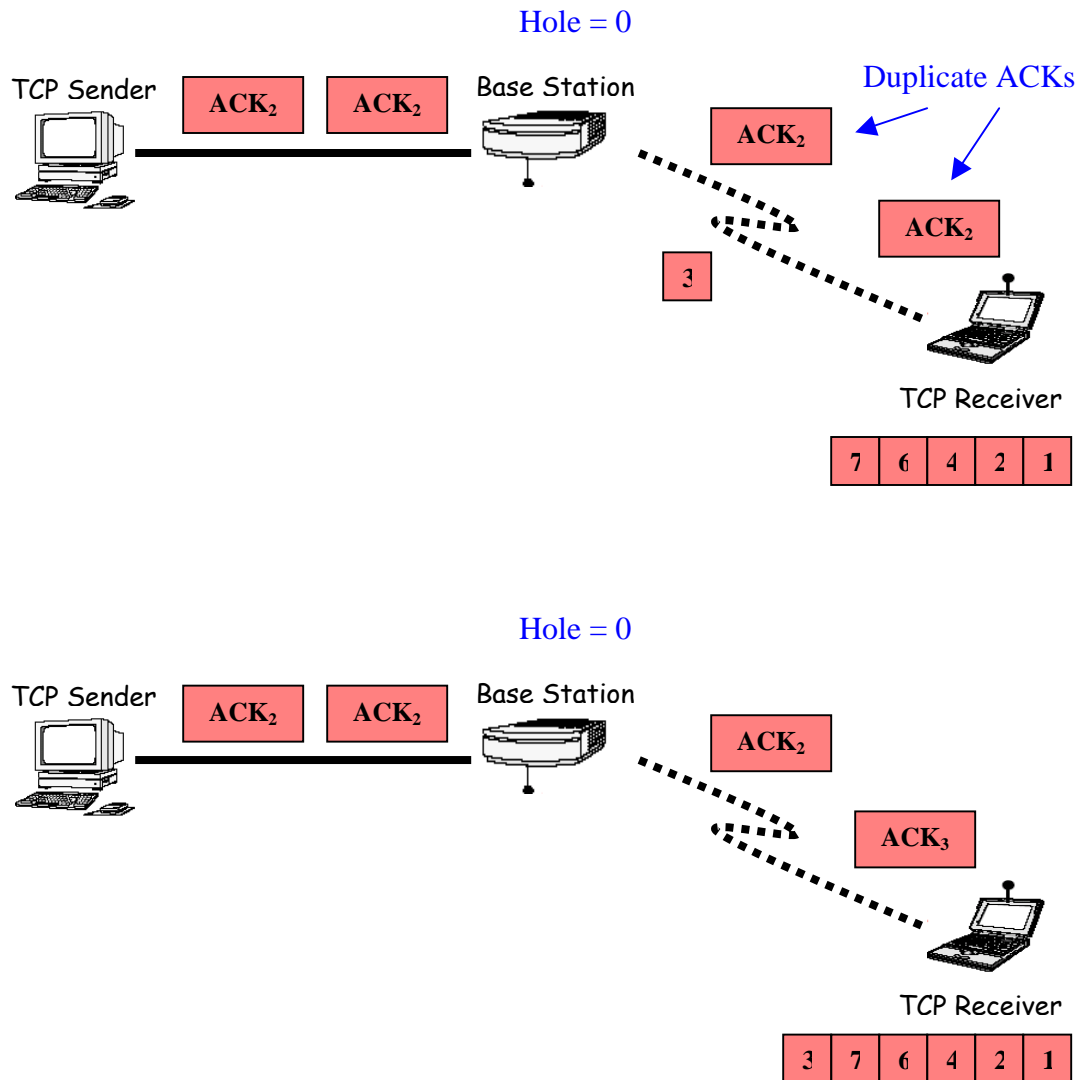 Hole = 0
TCP Sender
ACK₂ ACK₂
Base Station
Duplicate ACKs
ACK₂
ACK₂
3
TCP Receiver
7 6 4 2 1
Hole = 0
TCP Sender
ACK₂ ACK₂
Base Station
ACK₂
ACK₃
TCP Receiver
3 7 6 4 2 1